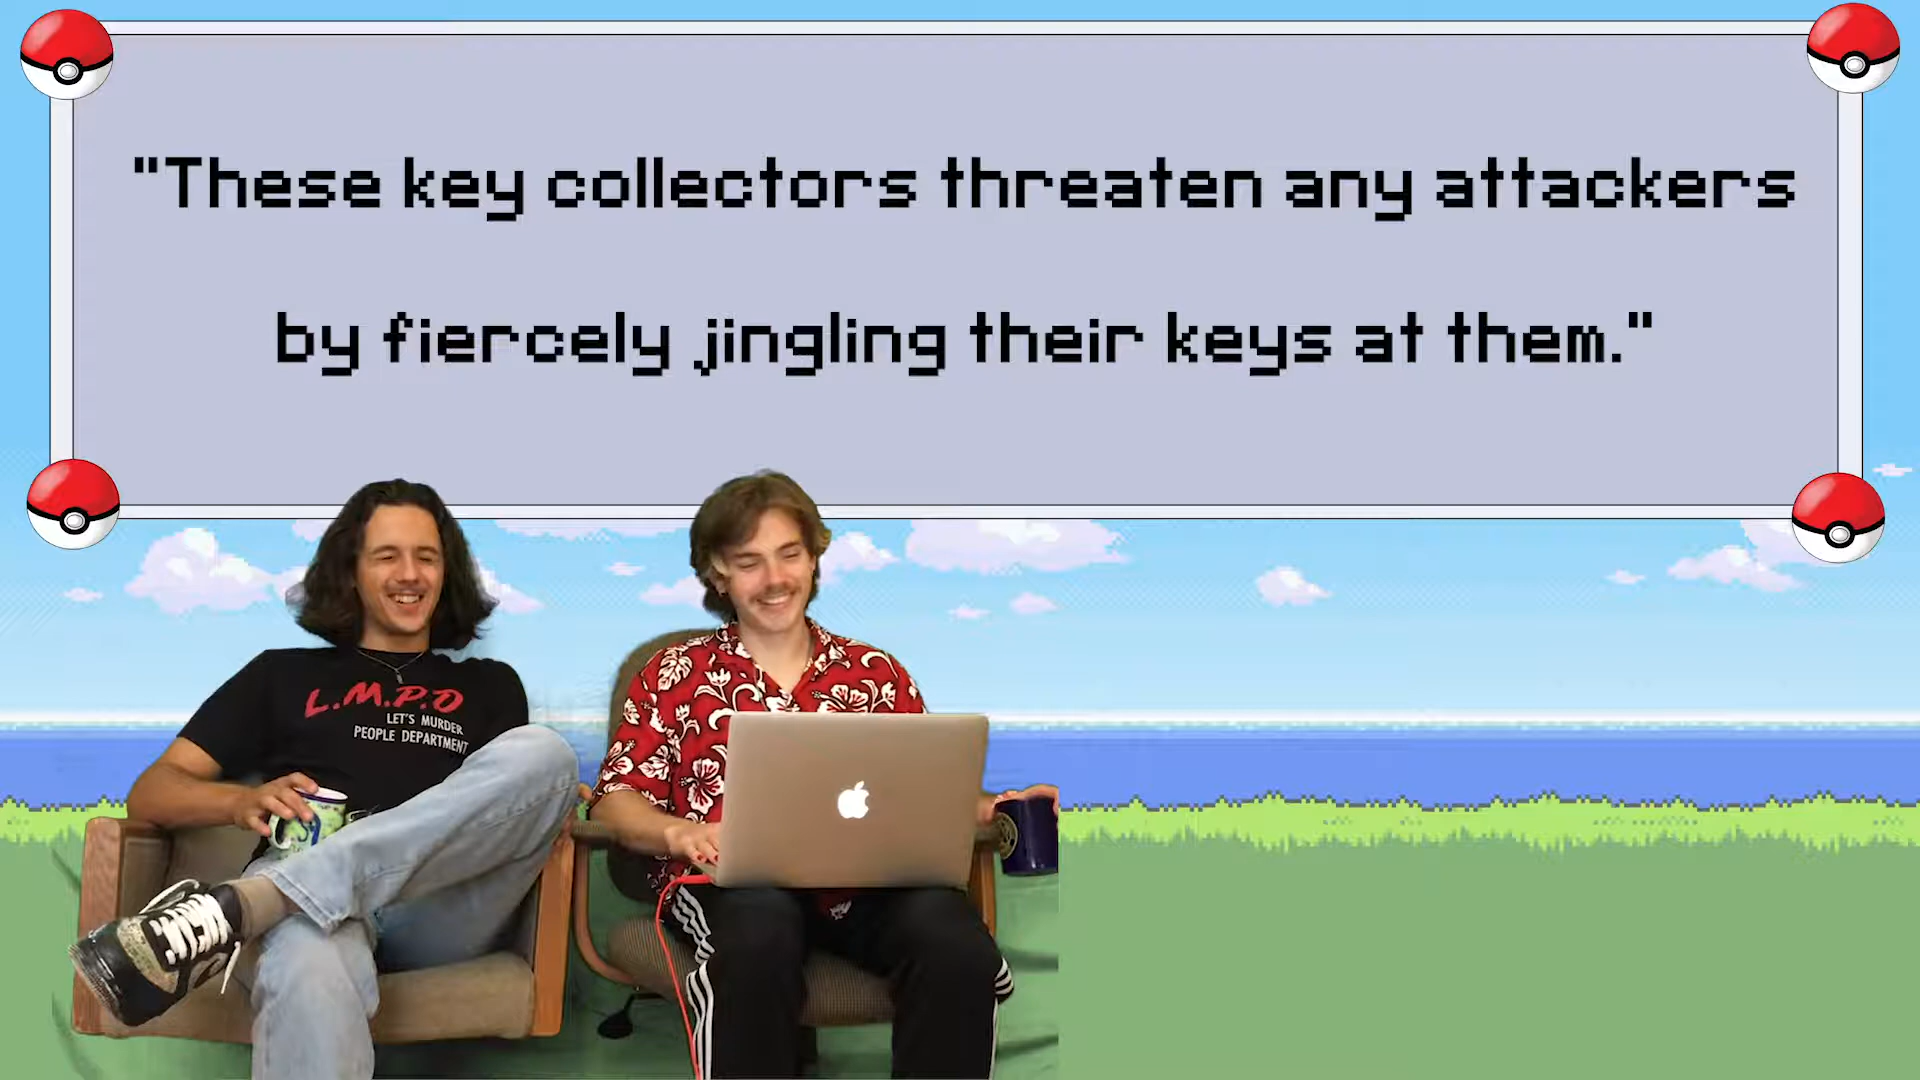 "These key collectors threaten any attackers
by fiercely jingling their keys at them."
L.M.P.D
LET'S MURDER
PEOPLE DEPARTMENT